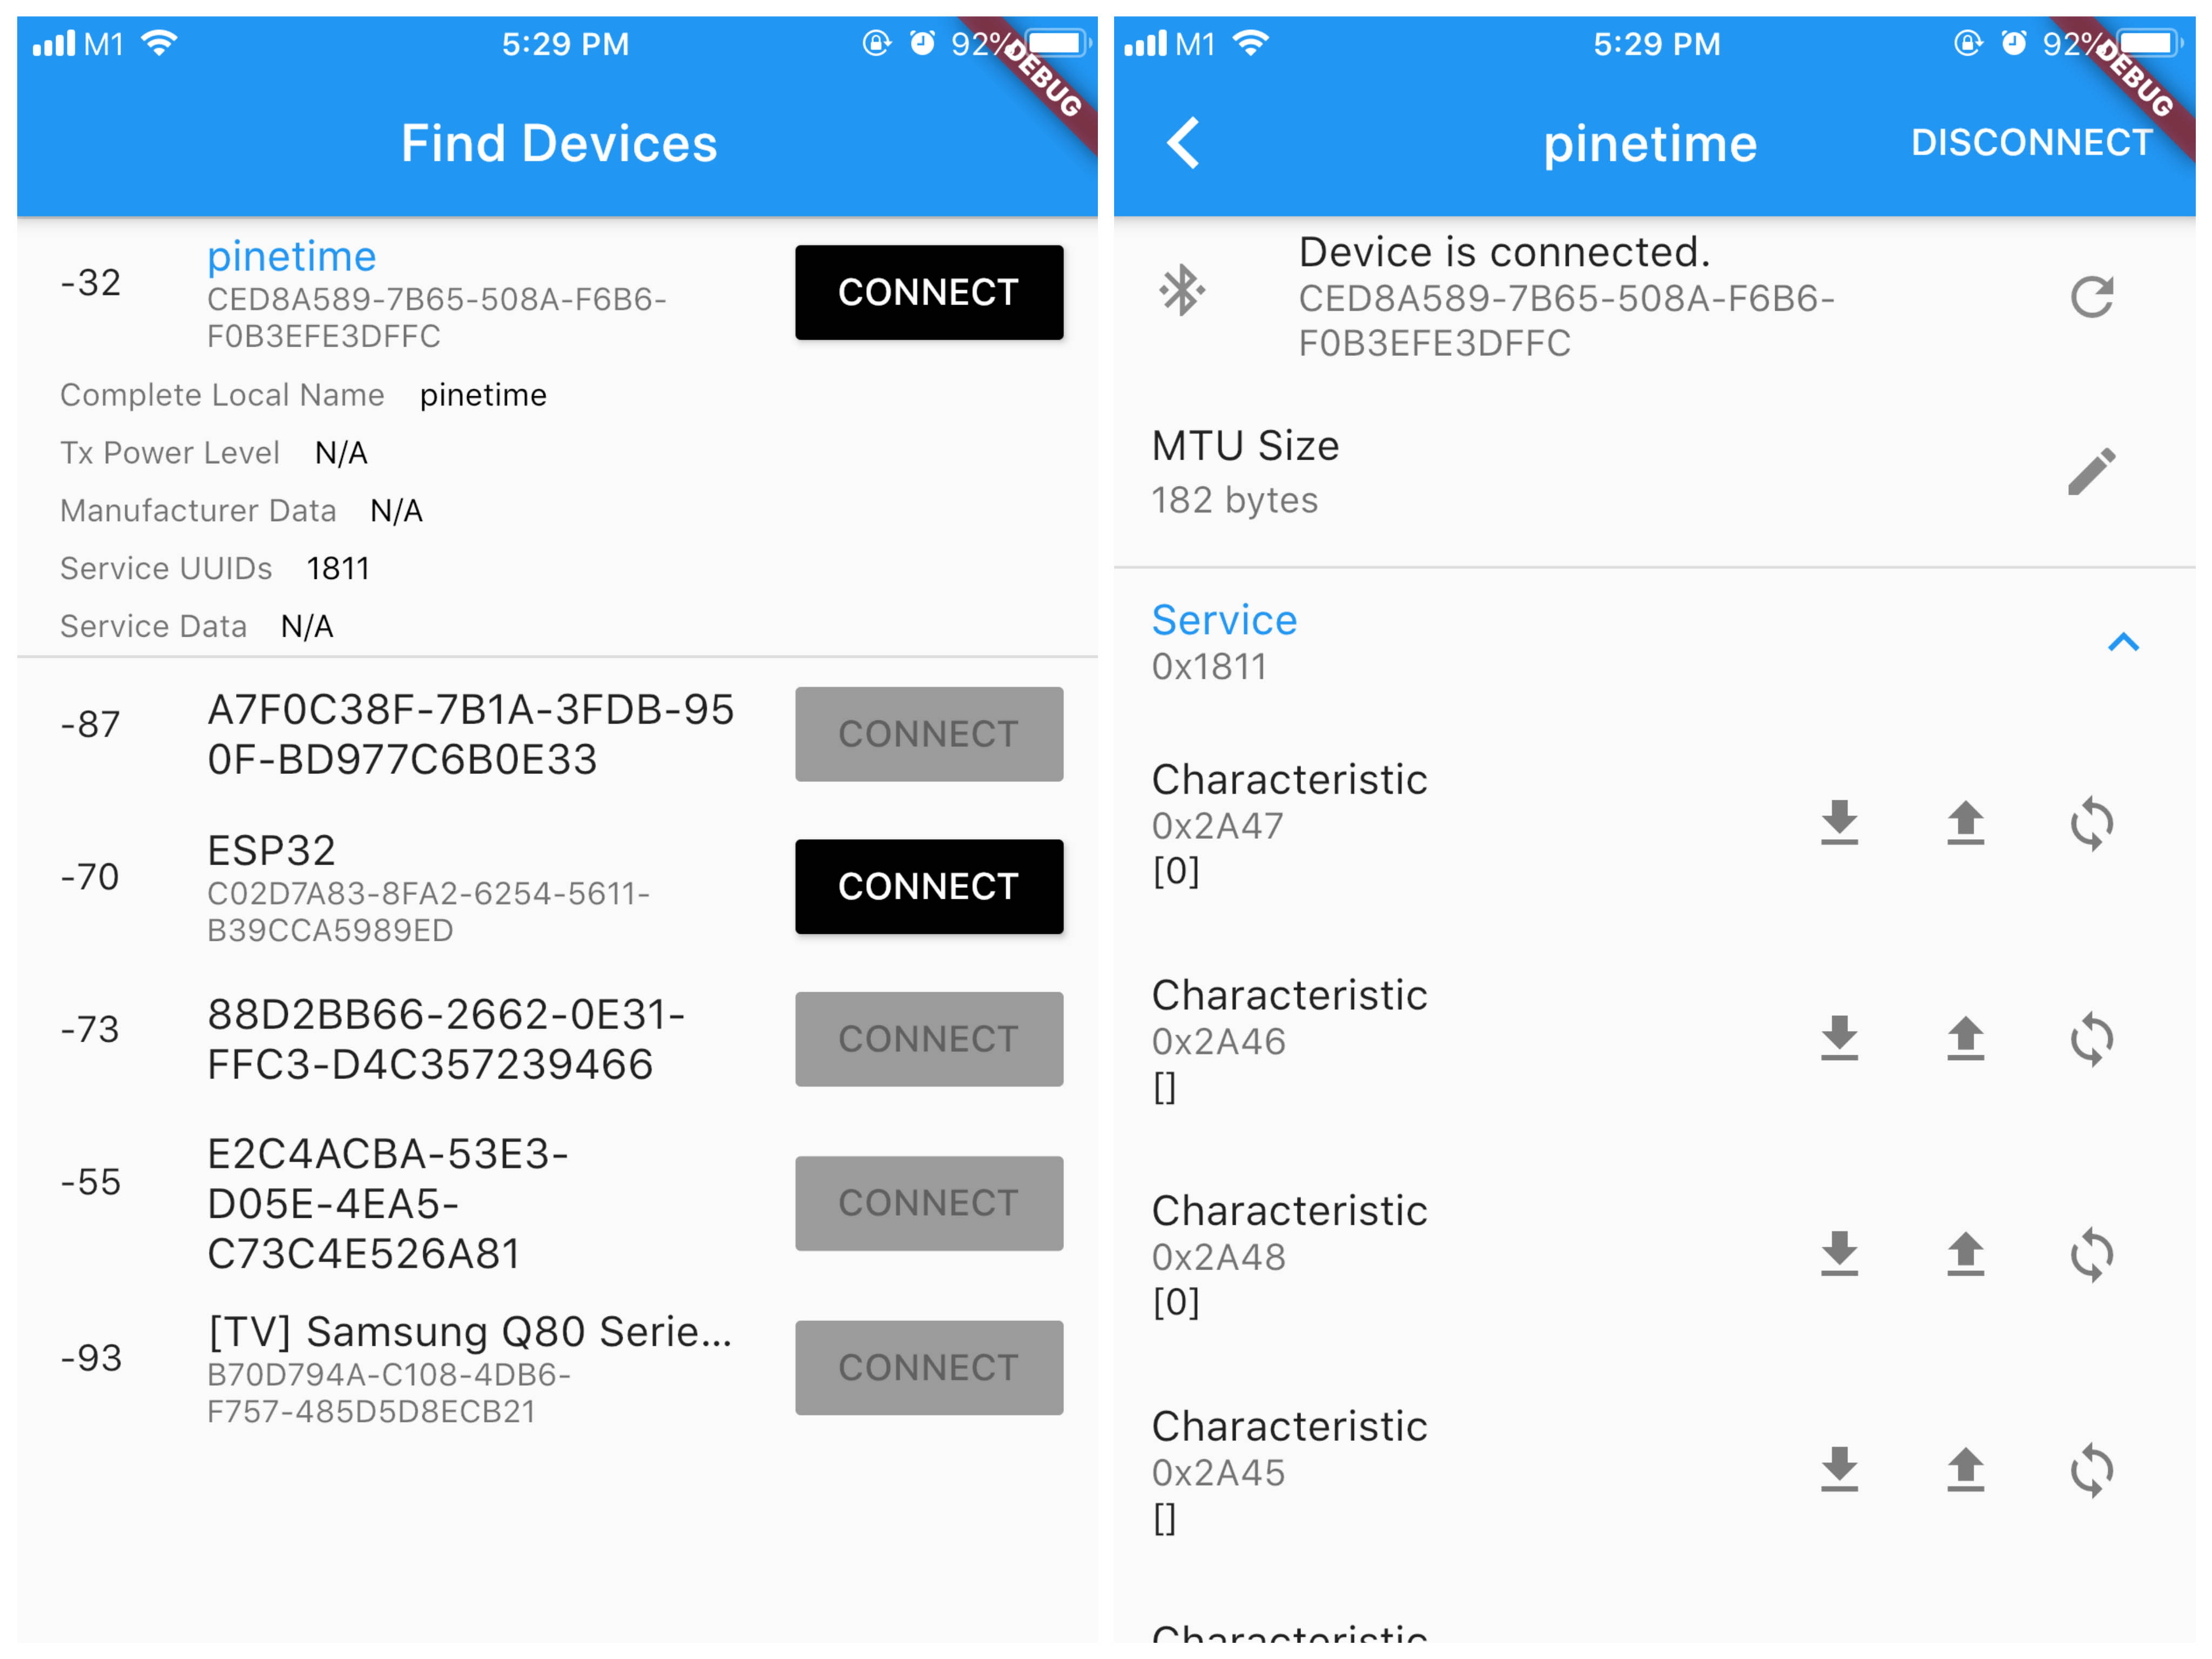 M1 5:29 PM 92%
DEBUG
Find Devices
-32
pinetime
CED8A589-7B65-508A-F6B6-
F0B3EFE3DFFC
CONNECT
Complete Local Name pinetime
Tx Power Level N/A
Manufacturer Data N/A
Service UUIDs 1811
Service Data N/A
-87
A7F0C38F-7B1A-3FDB-95
0F-BD977C6B0E33
CONNECT
-70
ESP32
C02D7A83-8FA2-6254-5611-
B39CCA5989ED
CONNECT
-73
88D2BB66-2662-0E31-
FFC3-D4C357239466
CONNECT
-55
E2C4ACBA-53E3-
D05E-4EA5-
C73C4E526A81
CONNECT
-93
[TV] Samsung Q80 Serie...
B70D794A-C108-4DB6-
F757-485D5D8ECB21
CONNECT
M1 5:29 PM 92%
DEBUG
pinetime DISCONNECT
Device is connected.
CED8A589-7B65-508A-F6B6-
F0B3EFE3DFFC
MTU Size
182 bytes
Service
0x1811
Characteristic
0x2A47
[0]
Characteristic
0x2A46
[]
Characteristic
0x2A48
[0]
Characteristic
0x2A45
[]
Characteristic